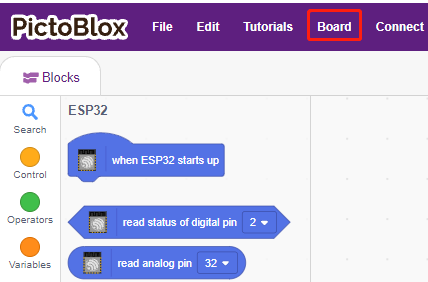 PictoBlox File Edit Tutorials Board Connect
Blocks
Search
Control
Operators
Variables
ESP32
when ESP32 starts up
read status of digital pin 2
read analog pin 32